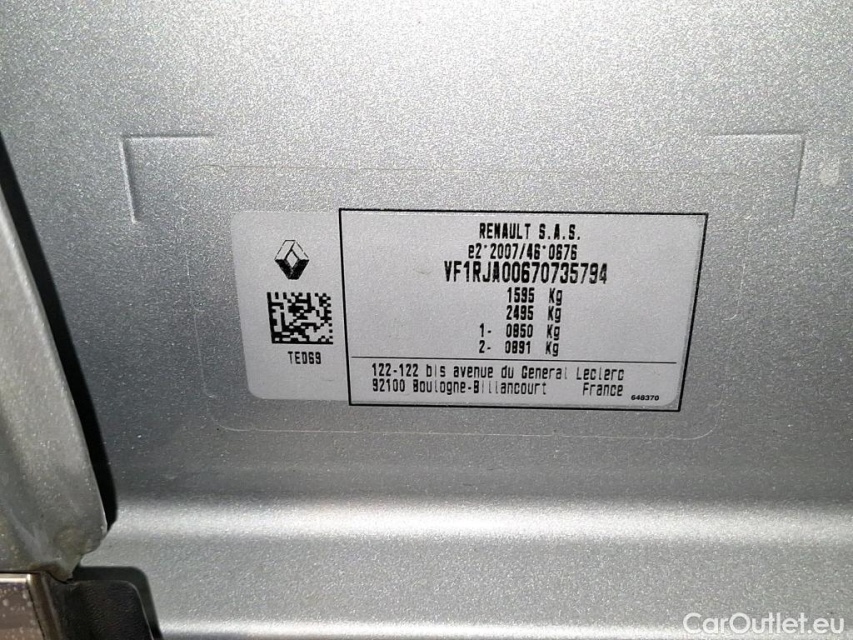 RENAULT S.A.S.
e2*2007/46*0676
VF1RJA00670735794
1595 Kg
2495 Kg
1- 0850 Kg
2- 0891 Kg
TED69
122-122 bis avenue du General Leclerc
92100 Boulogne-Billancourt France
648370
CarOutlet.eu